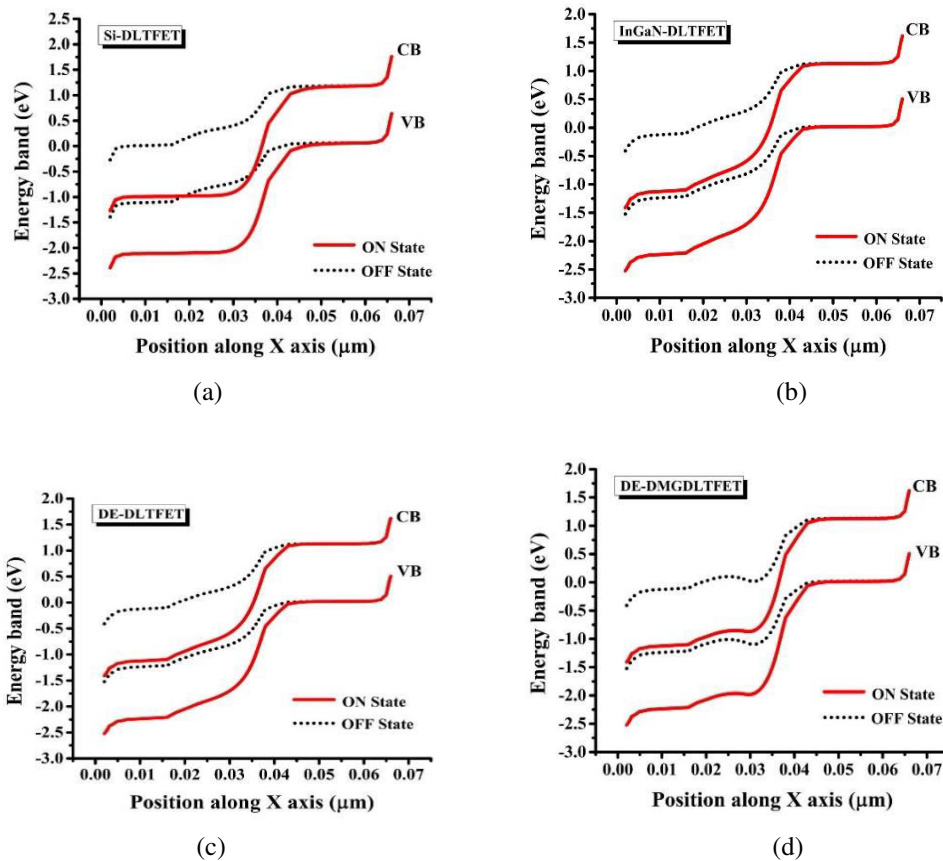 Si-DLTFET
CB
VB
ON State
OFF State
2.5
2.0
1.5
1.0
0.5
0.0
-0.5
-1.0
-1.5
-2.0
-2.5
-3.0
Energy band (eV)
0.00 0.01 0.02 0.03 0.04 0.05 0.06 0.07
Position along X axis (μm)
(a)
InGaN-DLTFET
CB
VB
ON State
OFF State
2.0
1.5
1.0
0.5
0.0
-0.5
-1.0
-1.5
-2.0
-2.5
-3.0
Energy band (eV)
0.00 0.01 0.02 0.03 0.04 0.05 0.06 0.07
Position along X axis (μm)
(b)
DE-DLTFET
CB
VB
ON State
OFF State
2.0
1.5
1.0
0.5
0.0
-0.5
-1.0
-1.5
-2.0
-2.5
-3.0
Energy band (eV)
0.00 0.01 0.02 0.03 0.04 0.05 0.06 0.07
Position along X axis (μm)
(c)
DE-DMGDLTFET
CB
VB
ON State
OFF State
2.0
1.5
1.0
0.5
0.0
-0.5
-1.0
-1.5
-2.0
-2.5
-3.0
Energy band (eV)
0.00 0.01 0.02 0.03 0.04 0.05 0.06 0.07
Position along X axis (μm)
(d)